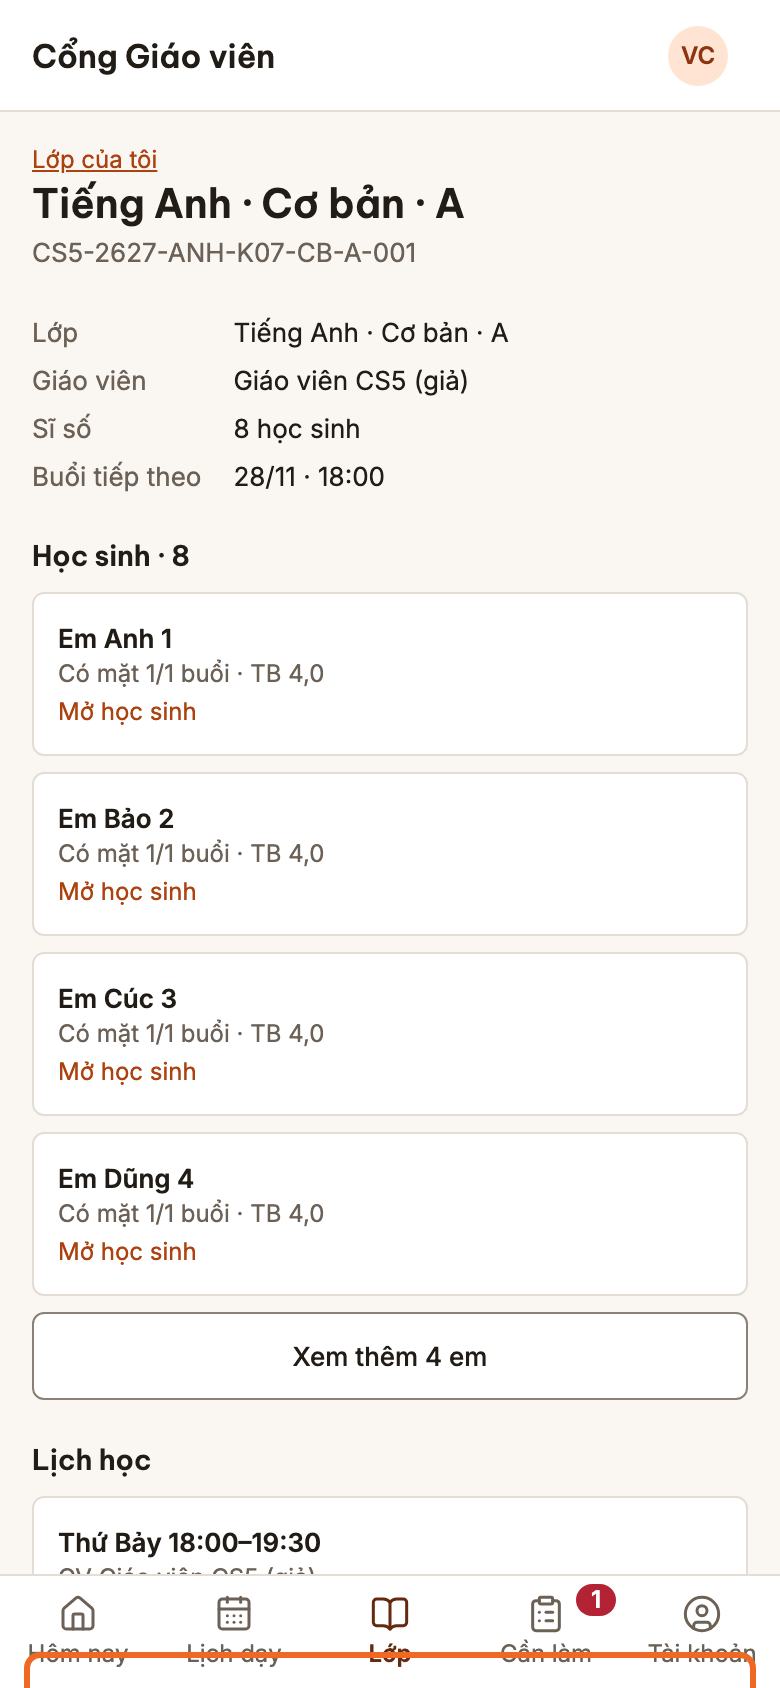 Cổng Giáo viên
VC
Lớp của tôi
Tiếng Anh · Cơ bản · A
CS5-2627-ANH-K07-CB-A-001
Lớp Tiếng Anh · Cơ bản · A
Giáo viên Giáo viên CS5 (giả)
Sĩ số 8 học sinh
Buổi tiếp theo 28/11 · 18:00
Học sinh · 8
Em Anh 1
Có mặt 1/1 buổi · TB 4,0
Mở học sinh
Em Bảo 2
Có mặt 1/1 buổi · TB 4,0
Mở học sinh
Em Cúc 3
Có mặt 1/1 buổi · TB 4,0
Mở học sinh
Em Dũng 4
Có mặt 1/1 buổi · TB 4,0
Mở học sinh
Xem thêm 4 em
Lịch học
Thứ Bảy 18:00–19:30
GV Giáo viên CS5 (giả)
1
Hôm nay Lịch dạy Lớp Cần làm Tài khoản